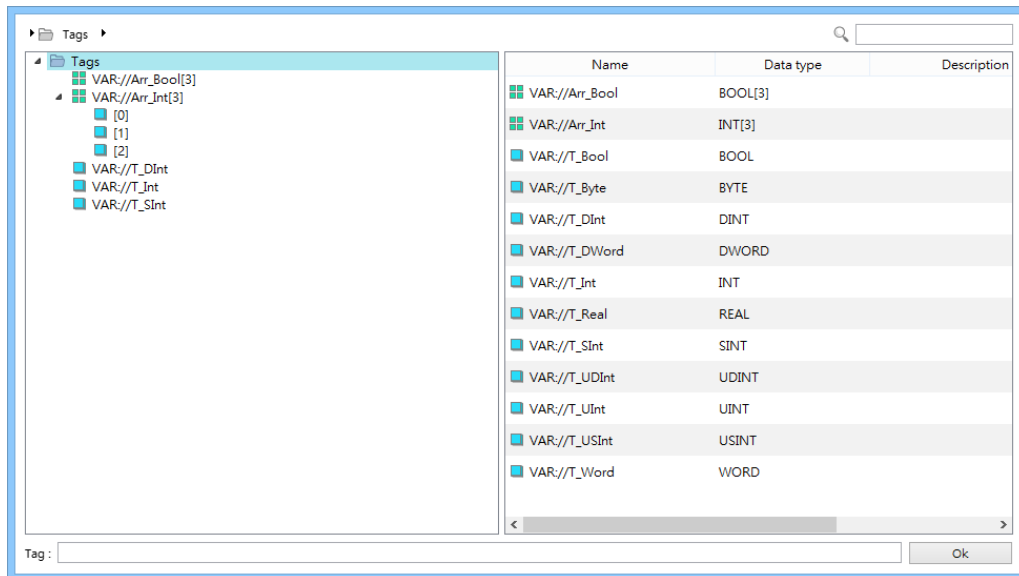 Tags
Tags
VAR://Arr_Bool[3]
VAR://Arr_Int[3]
[0]
[1]
[2]
VAR://T_DInt
VAR://T_Int
VAR://T_SInt
Name Data type Description
VAR://Arr_Bool BOOL[3]
VAR://Arr_Int INT[3]
VAR://T_Bool BOOL
VAR://T_Byte BYTE
VAR://T_DInt DINT
VAR://T_DWord DWORD
VAR://T_Int INT
VAR://T_Real REAL
VAR://T_SInt SINT
VAR://T_UDInt UDINT
VAR://T_UInt UINT
VAR://T_USInt USINT
VAR://T_Word WORD
Tag : Ok